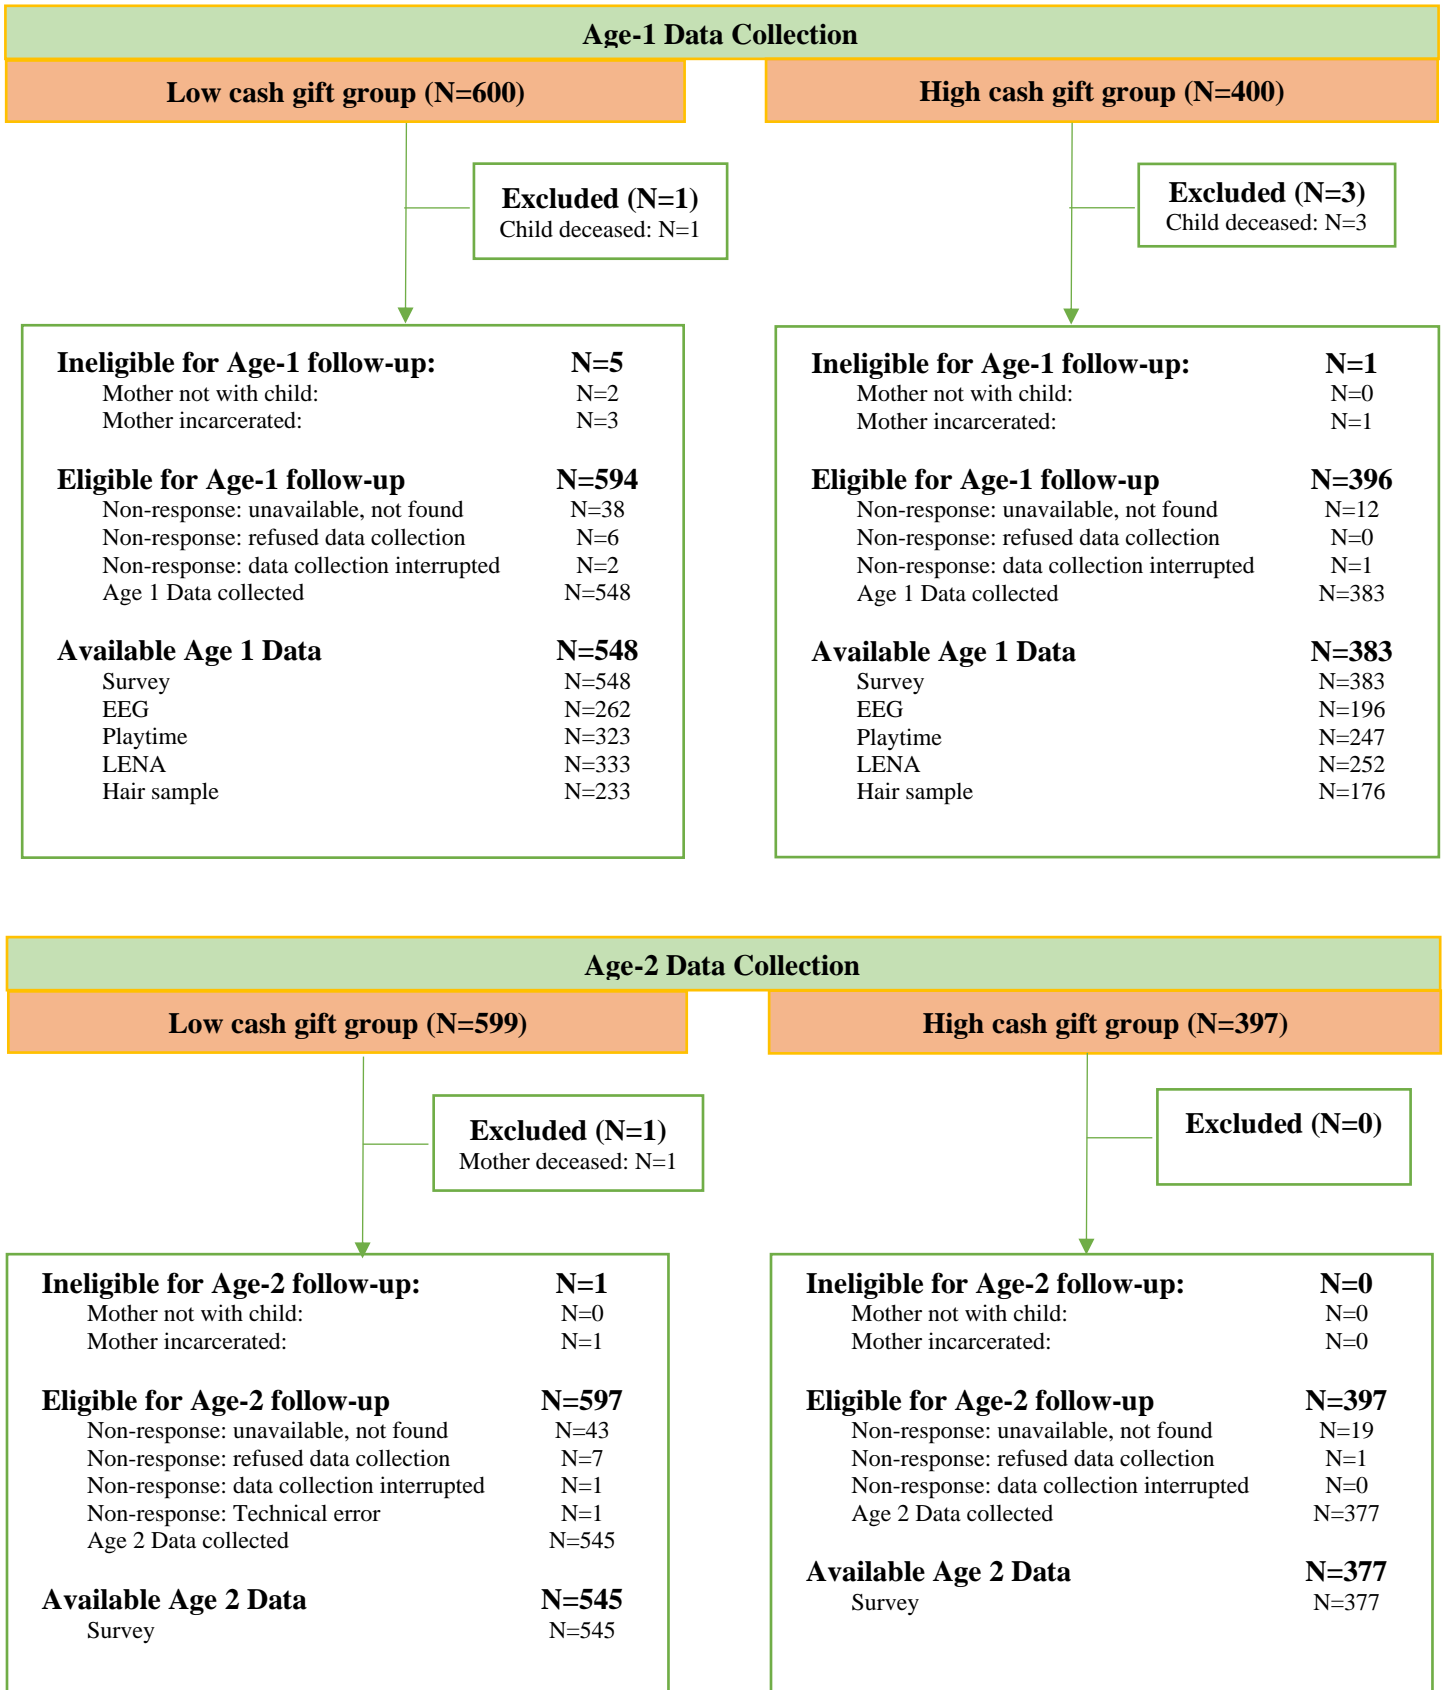 Age-1 Data Collection
Low cash gift group (N=600)
High cash gift group (N=400)
Excluded (N=1)
Child deceased: N=1
Excluded (N=3)
Child deceased: N=3
Ineligible for Age-1 follow-up: N=5
Mother not with child: N=2
Mother incarcerated: N=3
Eligible for Age-1 follow-up N=594
Non-response: unavailable, not found N=38
Non-response: refused data collection N=6
Non-response: data collection interrupted N=2
Age 1 Data collected N=548
Available Age 1 Data N=548
Survey N=548
EEG N=262
Playtime N=323
LENA N=333
Hair sample N=233
Ineligible for Age-1 follow-up: N=1
Mother not with child: N=0
Mother incarcerated: N=1
Eligible for Age-1 follow-up N=396
Non-response: unavailable, not found N=12
Non-response: refused data collection N=0
Non-response: data collection interrupted N=1
Age 1 Data collected N=383
Available Age 1 Data N=383
Survey N=383
EEG N=196
Playtime N=247
LENA N=252
Hair sample N=176
Age-2 Data Collection
Low cash gift group (N=599)
High cash gift group (N=397)
Excluded (N=1)
Mother deceased: N=1
Excluded (N=0)
Ineligible for Age-2 follow-up: N=1
Mother not with child: N=0
Mother incarcerated: N=1
Eligible for Age-2 follow-up N=597
Non-response: unavailable, not found N=43
Non-response: refused data collection N=7
Non-response: data collection interrupted N=1
Non-response: Technical error N=1
Age 2 Data collected N=545
Available Age 2 Data N=545
Survey N=545
Ineligible for Age-2 follow-up: N=0
Mother not with child: N=0
Mother incarcerated: N=0
Eligible for Age-2 follow-up N=397
Non-response: unavailable, not found N=19
Non-response: refused data collection N=1
Non-response: data collection interrupted N=0
Age 2 Data collected N=377
Available Age 2 Data N=377
Survey N=377